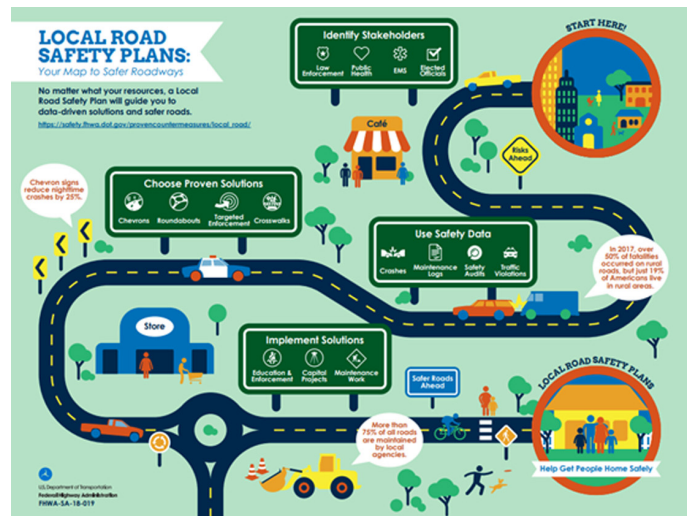 LOCAL ROAD
SAFETY PLANS:
Your Map to Safer Roadways
No matter what your resources, a Local
Road Safety Plan will guide you to
data-driven solutions and safer roads.
https://safety.fhwa.dot.gov/provencountermeasures/local_road/
Identify Stakeholders
Law
Enforcement
Public
Health
EMS
Elected
Officials
START HERE!
Café
Risks
Ahead
Chevron signs
reduce nighttime
crashes by 25%.
Choose Proven Solutions
Chevrons
Roundabouts
Targeted
Enforcement
Crosswalks
Use Safety Data
Crashes
Maintenance
Logs
Safety
Audits
Traffic
Violations
In 2017, over
50% of fatalities
occurred on rural
roads, but just 19%
of Americans live
in rural areas.
Store
Implement Solutions
Education &
Enforcement
Capital
Projects
Maintenance
Work
Safer Roads
Ahead
More than
75% of all roads
are maintained
by local
agencies.
LOCAL ROAD SAFETY PLANS
Help Get People Home Safely
U.S. Department of Transportation
Federal Highway Administration
FHWA-SA-18-019